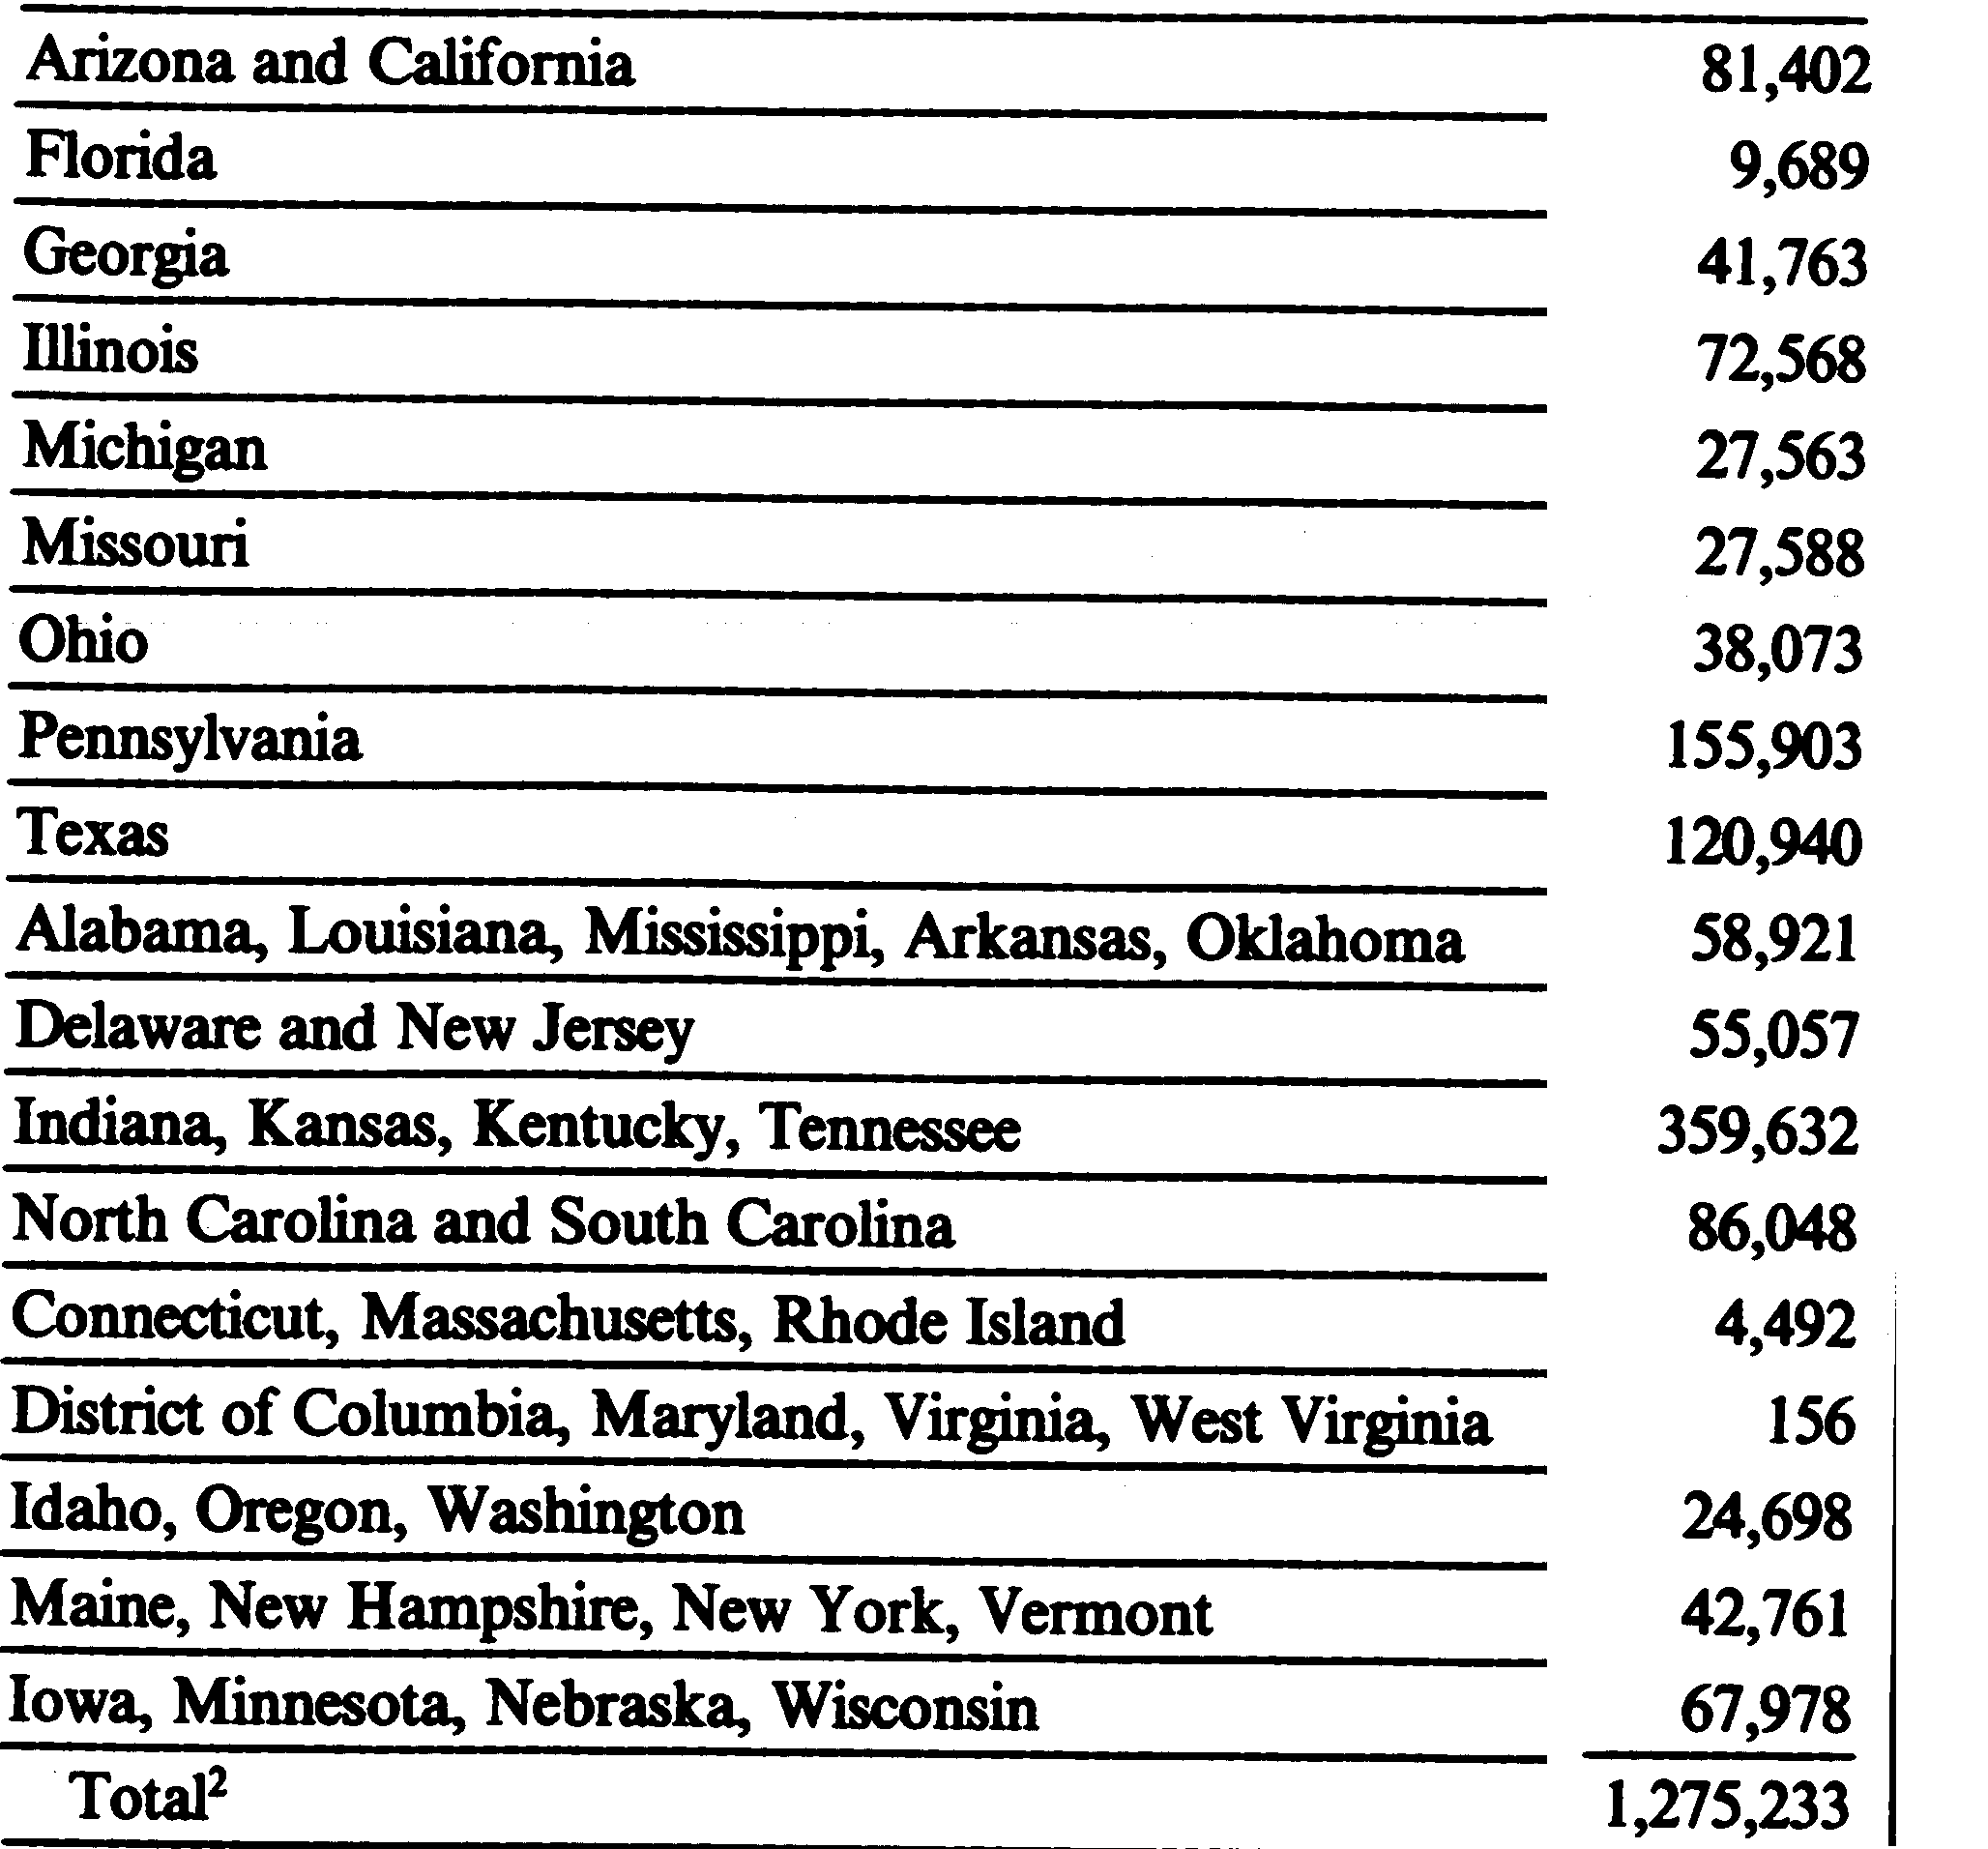 Arizona and California 81,402
Florida 9,689
Georgia 41,763
Illinois 72,568
Michigan 27,563
Missouri 27,588
Ohio 38,073
Pennsylvania 155,903
Texas 120,940
Alabama, Louisiana, Mississippi, Arkansas, Oklahoma 58,921
Delaware and New Jersey 55,057
Indiana, Kansas, Kentucky, Tennessee 359,632
North Carolina and South Carolina 86,048
Connecticut, Massachusetts, Rhode Island 4,492
District of Columbia, Maryland, Virginia, West Virginia 156
Idaho, Oregon, Washington 24,698
Maine, New Hampshire, New York, Vermont 42,761
Iowa, Minnesota, Nebraska, Wisconsin 67,978
Total² 1,275,233